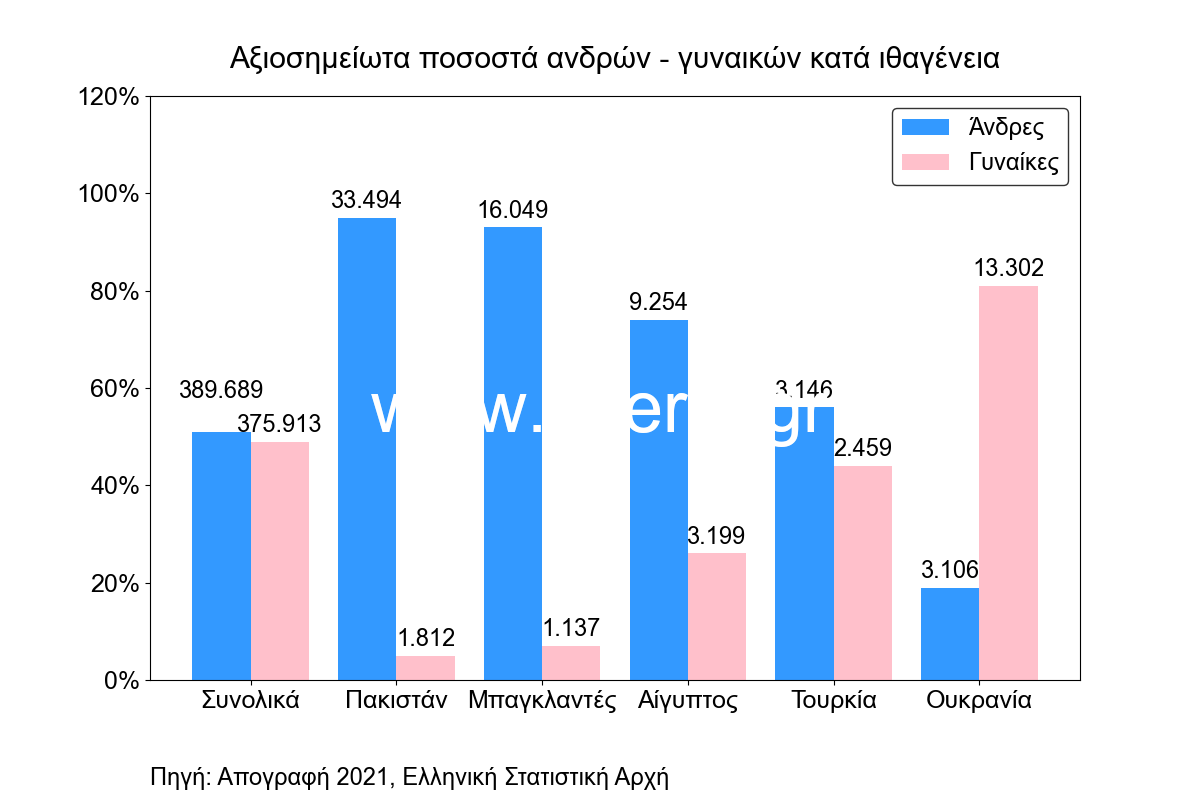 Αξιοσημείωτα ποσοστά ανδρών - γυναικών κατά ιθαγένεια
120%
100%
80%
60%
40%
20%
0%
Άνδρες
Γυναίκες
389.689
375.913
33.494
1.812
16.049
1.137
9.254
3.199
3.146
2.459
3.106
13.302
Συνολικά
Πακιστάν
Μπαγκλαντές
Αίγυπτος
Τουρκία
Ουκρανία
Πηγή: Απογραφή 2021, Ελληνική Στατιστική Αρχή